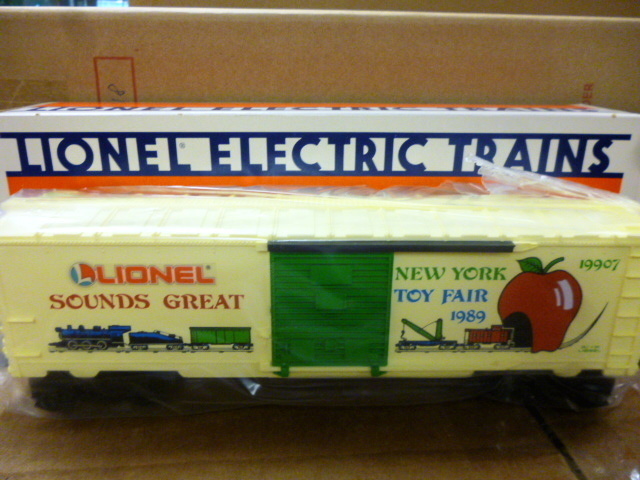 LIONEL ELECTRIC TRAINS
LIONEL
SOUNDS GREAT
NEW YORK
TOY FAIR
1989
19907